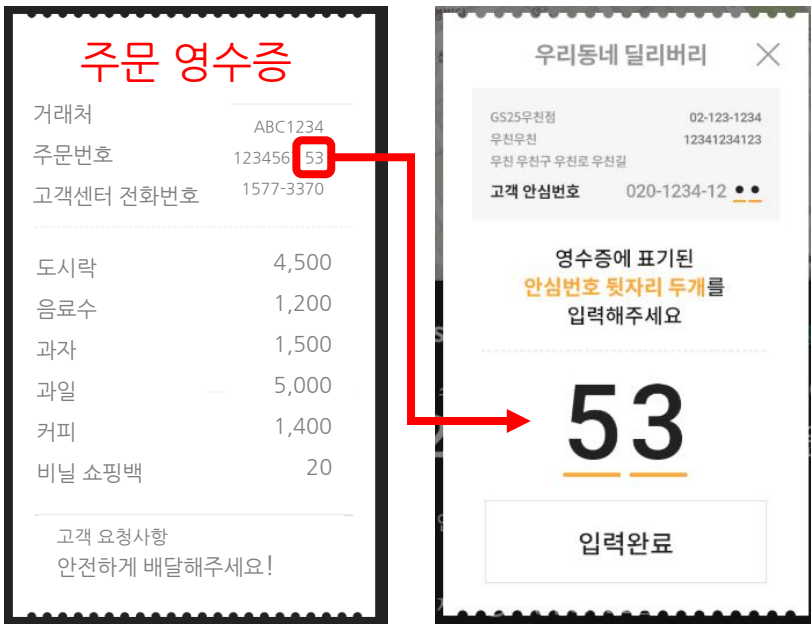 주문 영수증
거래처 ABC1234
주문번호 123456 53
고객센터 전화번호 1577-3370
도시락 4,500
음료수 1,200
과자 1,500
과일 5,000
커피 1,400
비닐 쇼핑백 20
고객 요청사항
안전하게 배달해주세요!
우리동네 딜리버리
GS25우친점 02-123-1234
우친우친 12341234123
우친 우친구 우친로 우친길
고객 안심번호 020-1234-12
영수증에 표기된
안심번호 뒷자리 두개를
입력해주세요
53
입력완료